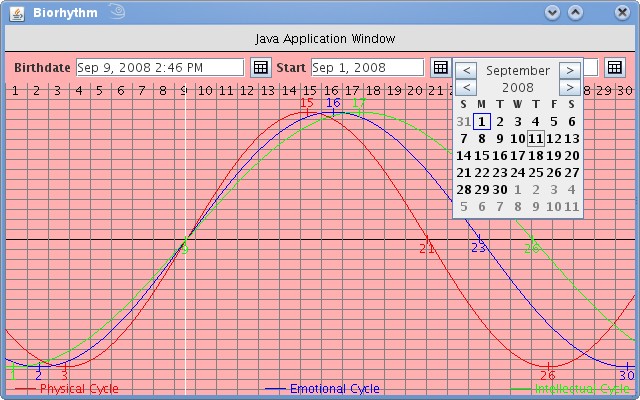 Biorhythm
Java Application Window
Birthdate Sep 9, 2008 2:46 PM Start Sep 1, 2008
< September >
< 2008 >
S M T W T F S
31 1 2 3 4 5 6
7 8 9 10 11 12 13
14 15 16 17 18 19 20
21 22 23 24 25 26 27
28 29 30 1 2 3 4
5 6 7 8 9 10 11
1 2 3 4 5 6 7 8 9 10 11 12 13 14 15 16 17 18 19 20 21 29 30
15 16 17
9 21 23 26
1 2 3 26 30
Physical Cycle Emotional Cycle Intellectual Cycle